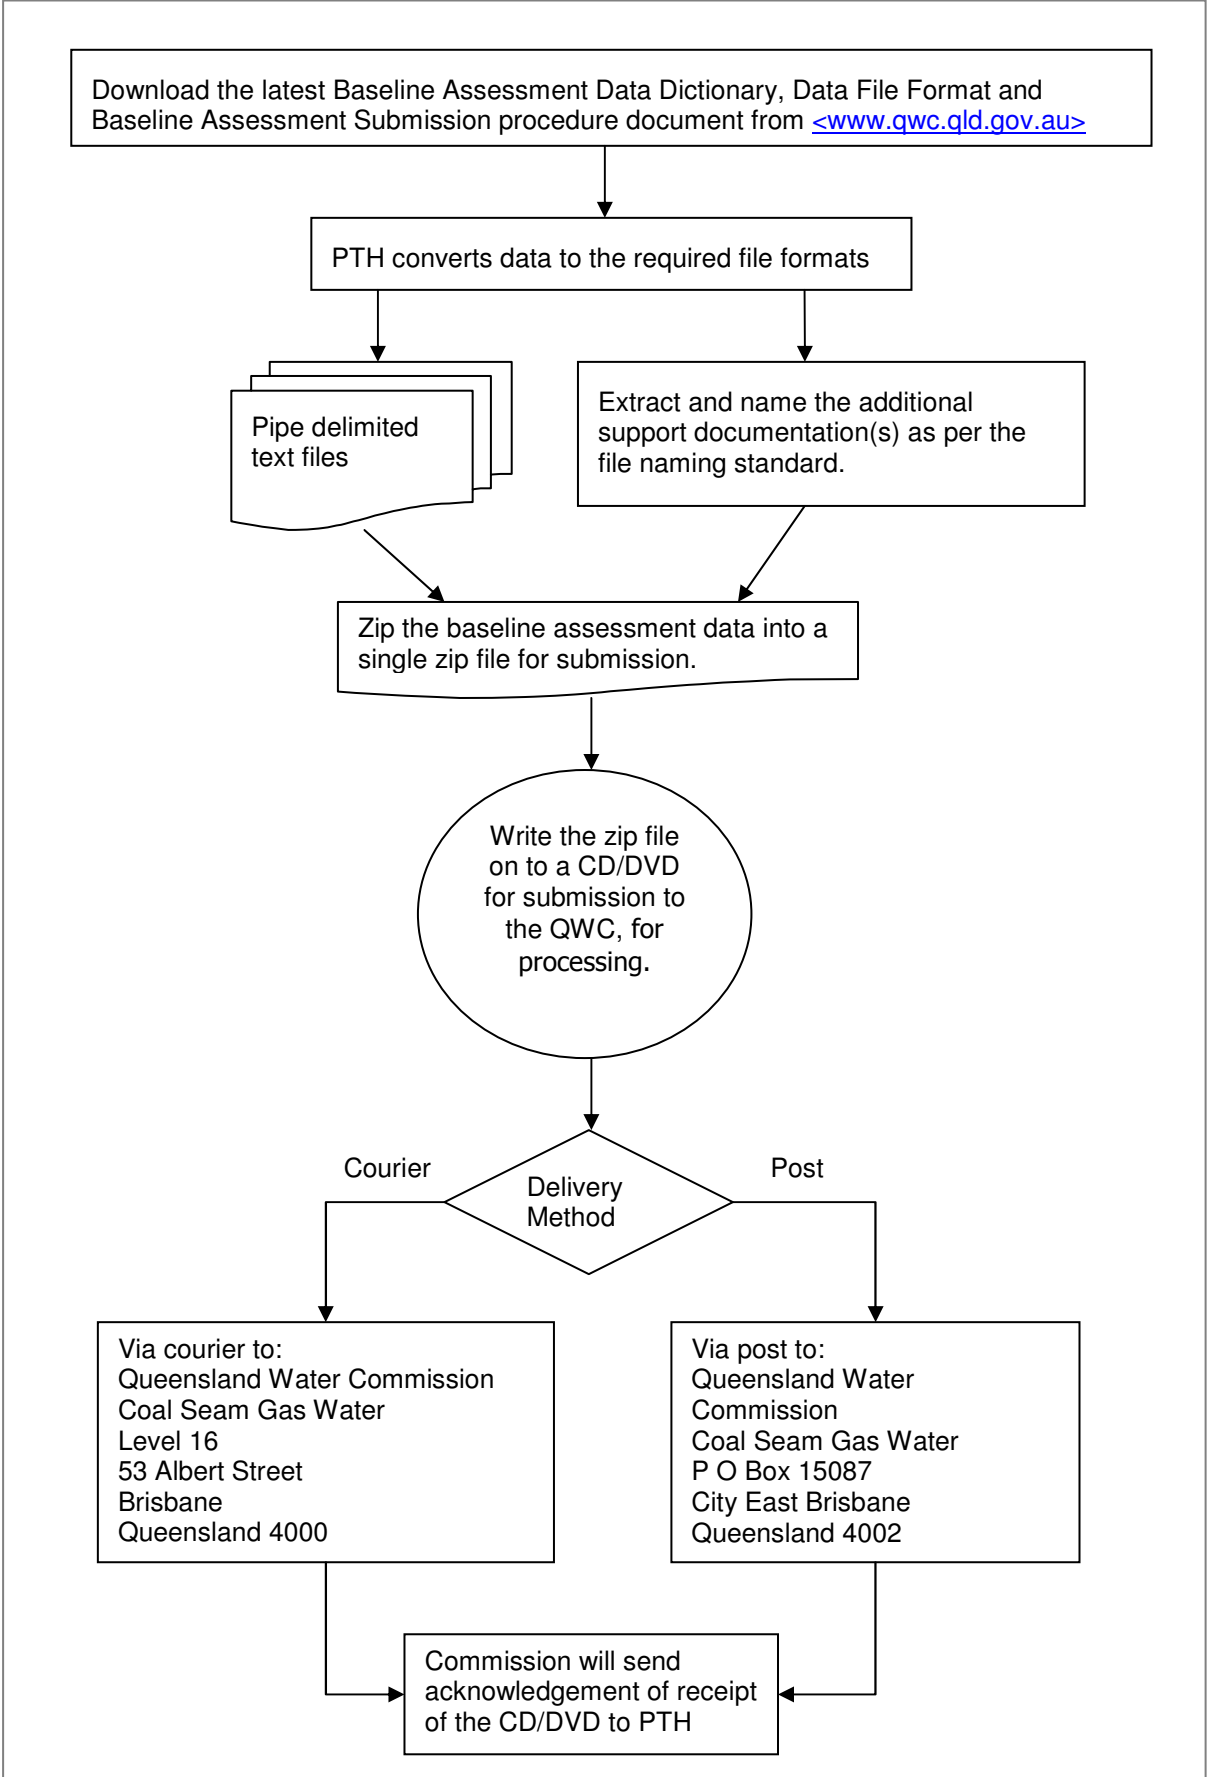 Download the latest Baseline Assessment Data Dictionary, Data File Format and
Baseline Assessment Submission procedure document from <www.qwc.qld.gov.au>
PTH converts data to the required file formats
Pipe delimited
text files
Extract and name the additional
support documentation(s) as per the
file naming standard.
Zip the baseline assessment data into a
single zip file for submission.
Write the zip file
on to a CD/DVD
for submission to
the QWC, for
processing.
Delivery
Method
Courier
Post
Via courier to:
Queensland Water Commission
Coal Seam Gas Water
Level 16
53 Albert Street
Brisbane
Queensland 4000
Via post to:
Queensland Water
Commission
Coal Seam Gas Water
P O Box 15087
City East Brisbane
Queensland 4002
Commission will send
acknowledgement of receipt
of the CD/DVD to PTH